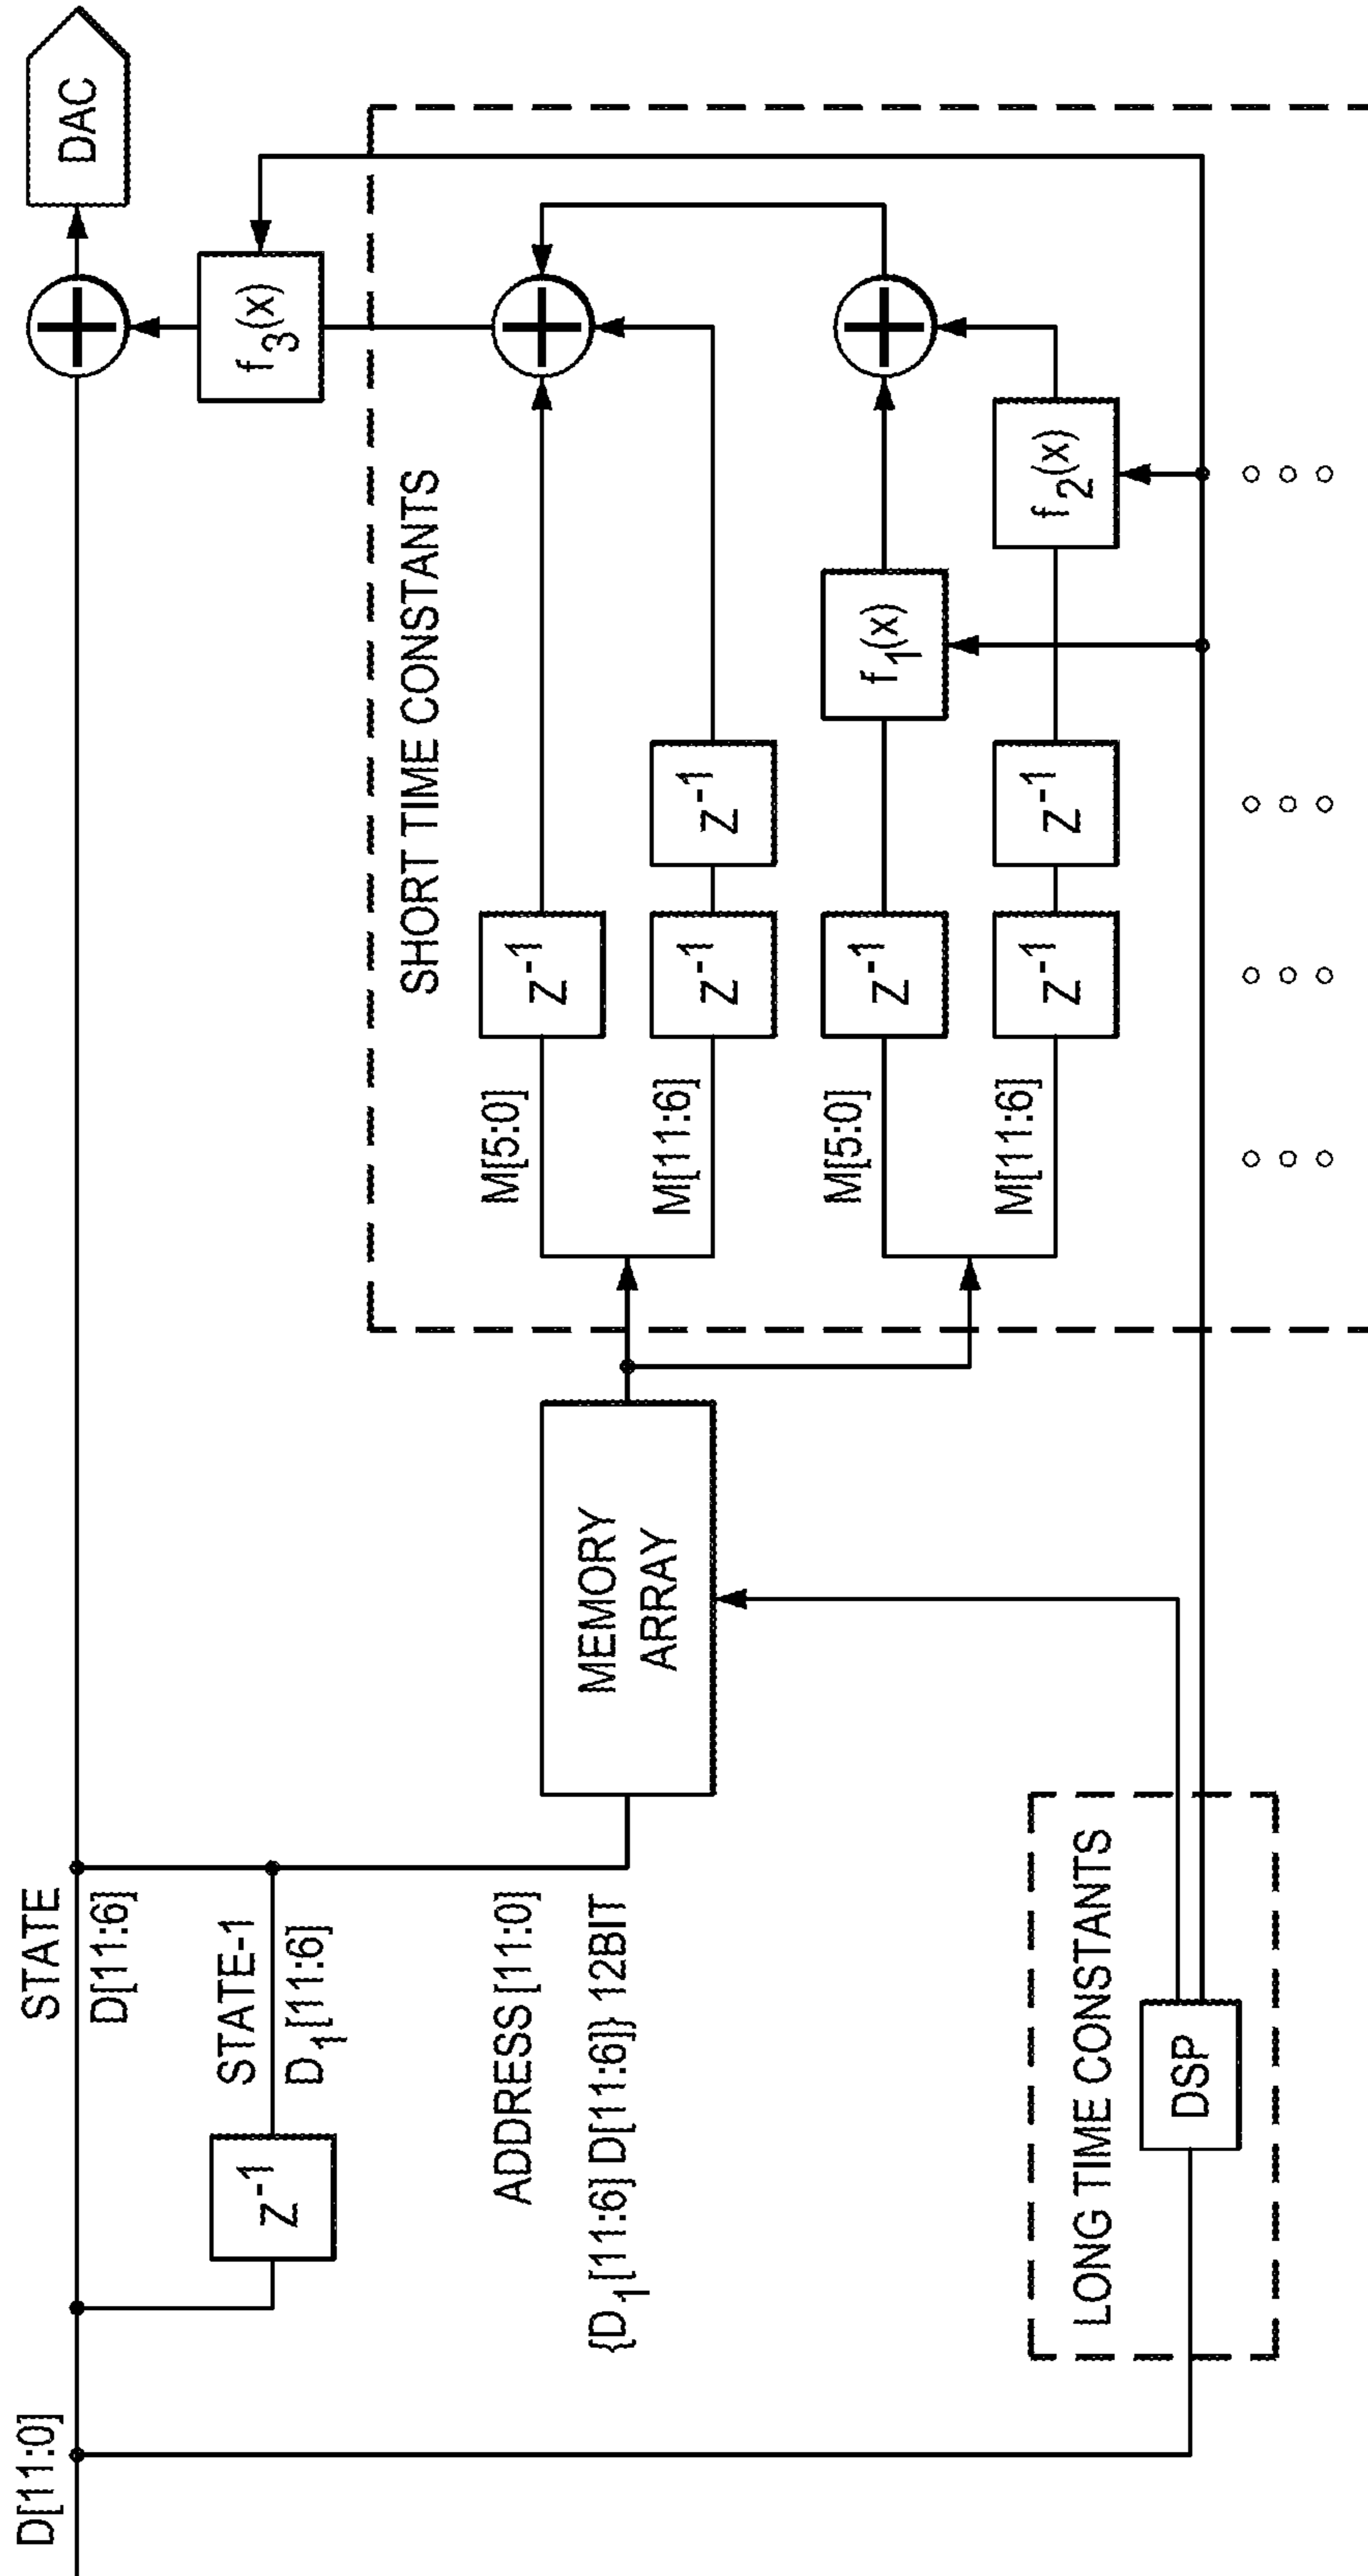 D[11:0]
STATE
D[11:6]
DAC
Z-1
STATE-1
D1[11:6]
f3(x)
ADDRESS [11:0]
{D1[11:6] D[11:6]} 12BIT
MEMORY
ARRAY
SHORT TIME CONSTANTS
M[5:0]
Z-1
M[11:6]
Z-1
Z-1
M[5:0]
Z-1
f1(x)
M[11:6]
Z-1
Z-1
f2(x)
LONG TIME CONSTANTS
DSP